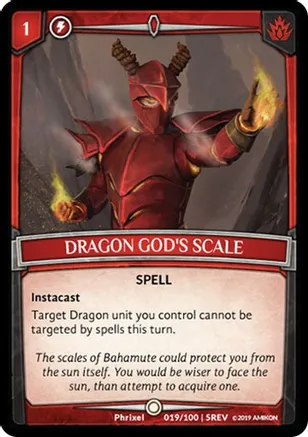 1
DRAGON GOD'S SCALE
SPELL
Instacast
Target Dragon unit you control cannot be
targeted by spells this turn.
The scales of Bahamute could protect you from
the sun itself. You would be wiser to face the
sun, than attempt to acquire one.
Phrixel 019/100 | 5REV ©2019 AMIKON